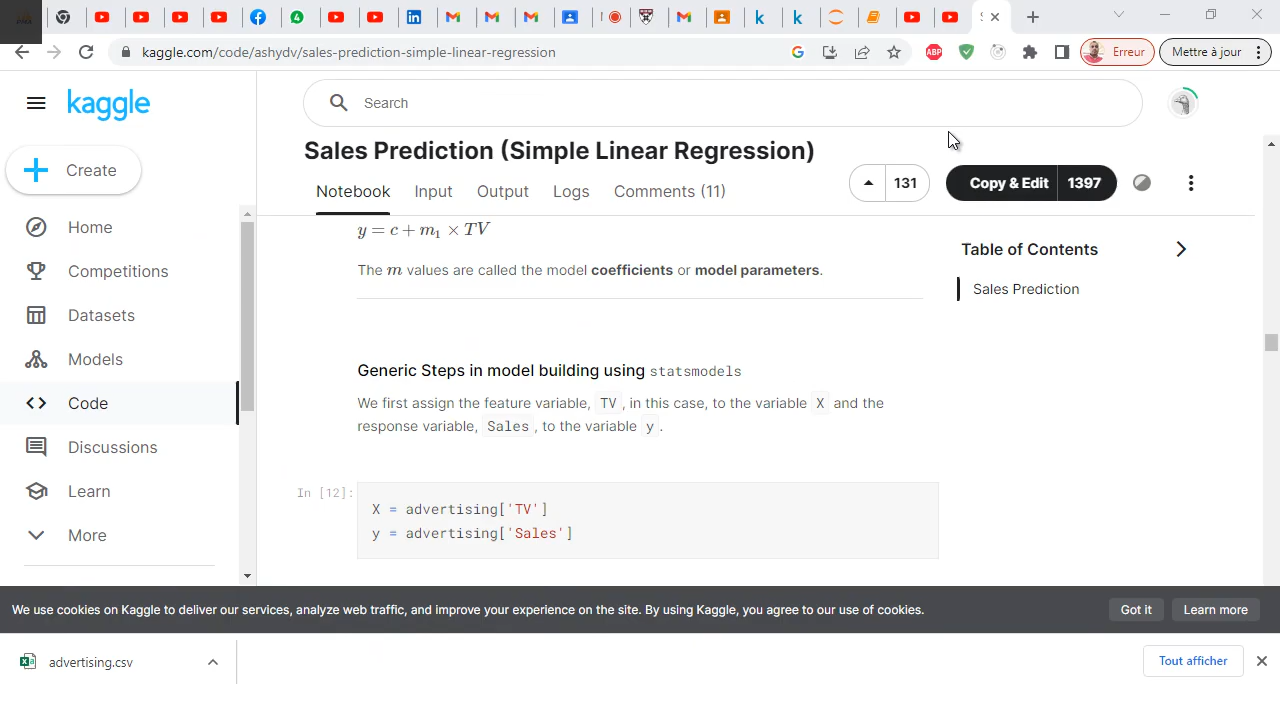 kaggle.com/code/ashydv/sales-prediction-simple-linear-regression
ABP
Erreur
Mettre à jour
kaggle
Search
Create
Home
Competitions
Datasets
Models
Code
Discussions
Learn
More
Sales Prediction (Simple Linear Regression)
131
Copy & Edit
1397
Notebook
Input
Output
Logs
Comments (11)
y = c + m₁ × TV
The m values are called the model coefficients or model parameters.
Table of Contents
Sales Prediction
Generic Steps in model building using statsmodels
We first assign the feature variable, TV, in this case, to the variable X and the
response variable, Sales, to the variable y.
In [12]:
X = advertising['TV']
y = advertising['Sales']
We use cookies on Kaggle to deliver our services, analyze web traffic, and improve your experience on the site. By using Kaggle, you agree to our use of cookies.
Got it
Learn more
advertising.csv
Tout afficher